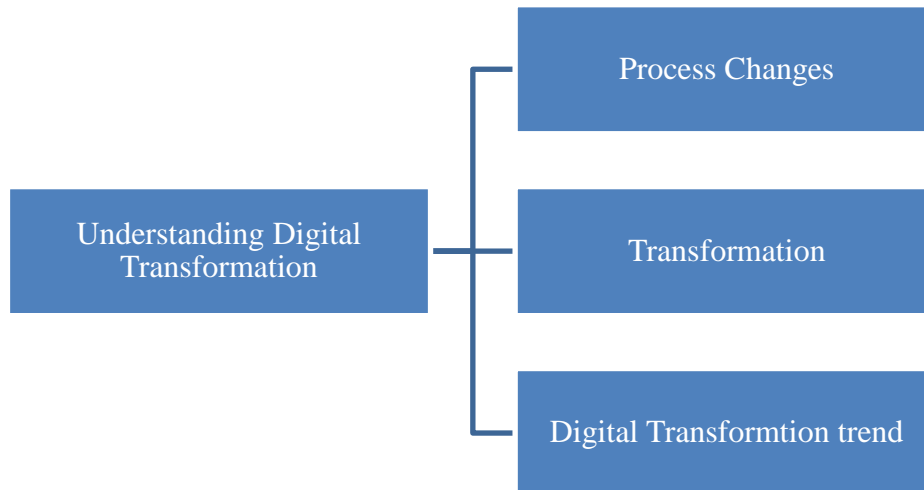 Process Changes
Understanding Digital
Transformation
Transformation
Digital Transformtion trend